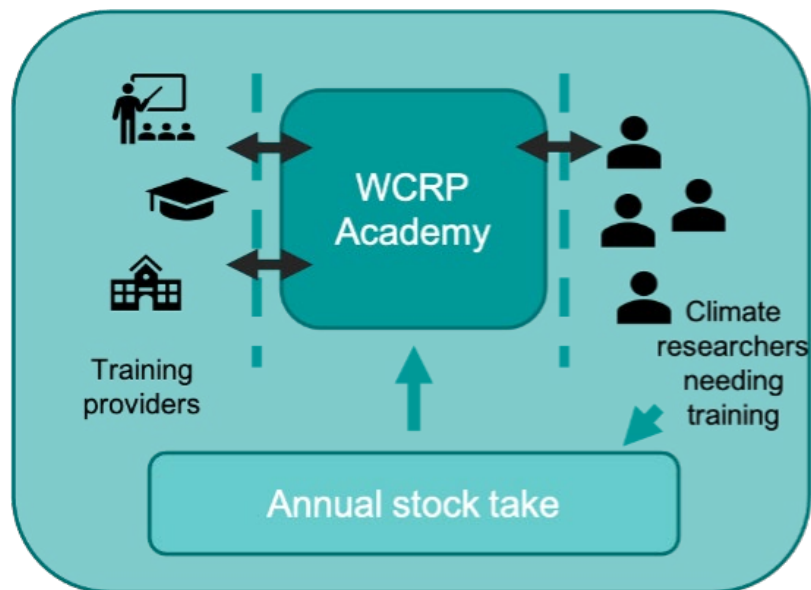 WCRP
Academy
Training
providers
Climate
researchers
needing
training
Annual stock take